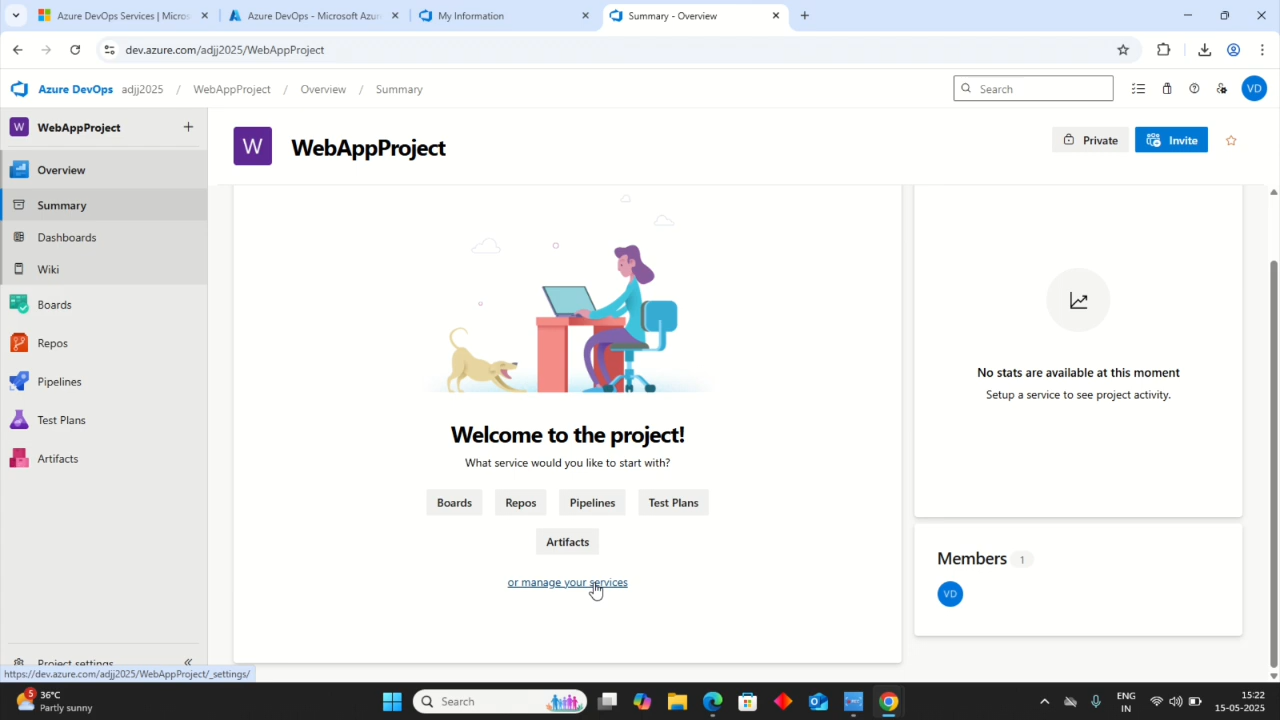 Azure DevOps Services | Micros
Azure DevOps - Microsoft Azur
My Information
Summary - Overview
dev.azure.com/adjj2025/WebAppProject
Azure DevOps adjj2025 / WebAppProject / Overview / Summary
Search
VD
W WebAppProject
Overview
Summary
Dashboards
Wiki
Boards
Repos
Pipelines
Test Plans
Artifacts
Project settings
https://dev.azure.com/adjj2025/WebAppProject/_settings/
W WebAppProject
Private
Invite
Welcome to the project!
What service would you like to start with?
Boards Repos Pipelines Test Plans
Artifacts
or manage your services
No stats are available at this moment
Setup a service to see project activity.
Members 1
VD
5
36°C
Partly sunny
Search
ENG
IN
15:22
15-05-2025